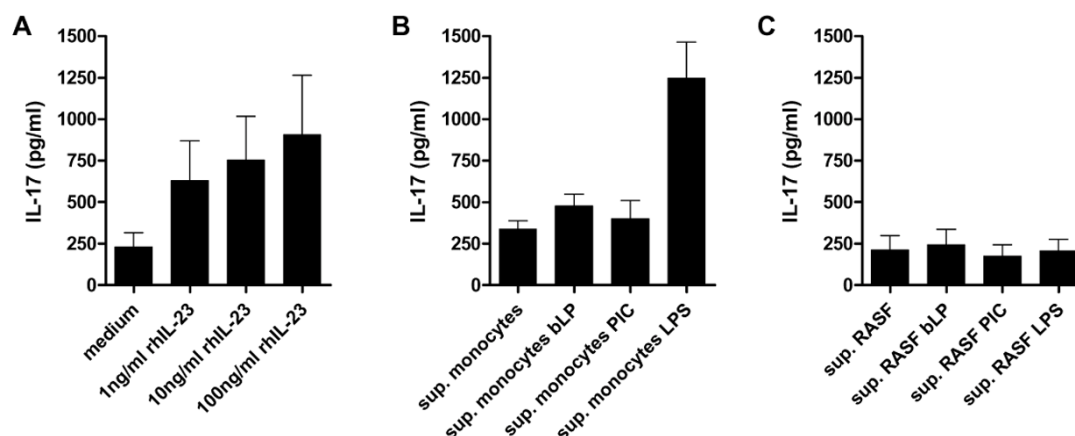 A
IL-17 (pg/ml)
1500
1250
1000
750
500
250
0
medium
1ng/ml rhIL-23
10ng/ml rhIL-23
100ng/ml rhIL-23
B
IL-17 (pg/ml)
1500
1250
1000
750
500
250
0
sup. monocytes
sup. monocytes bLP
sup. monocytes PIC
sup. monocytes LPS
C
IL-17 (pg/ml)
1500
1250
1000
750
500
250
0
sup. RASF
sup. RASF bLP
sup. RASF PIC
sup. RASF LPS